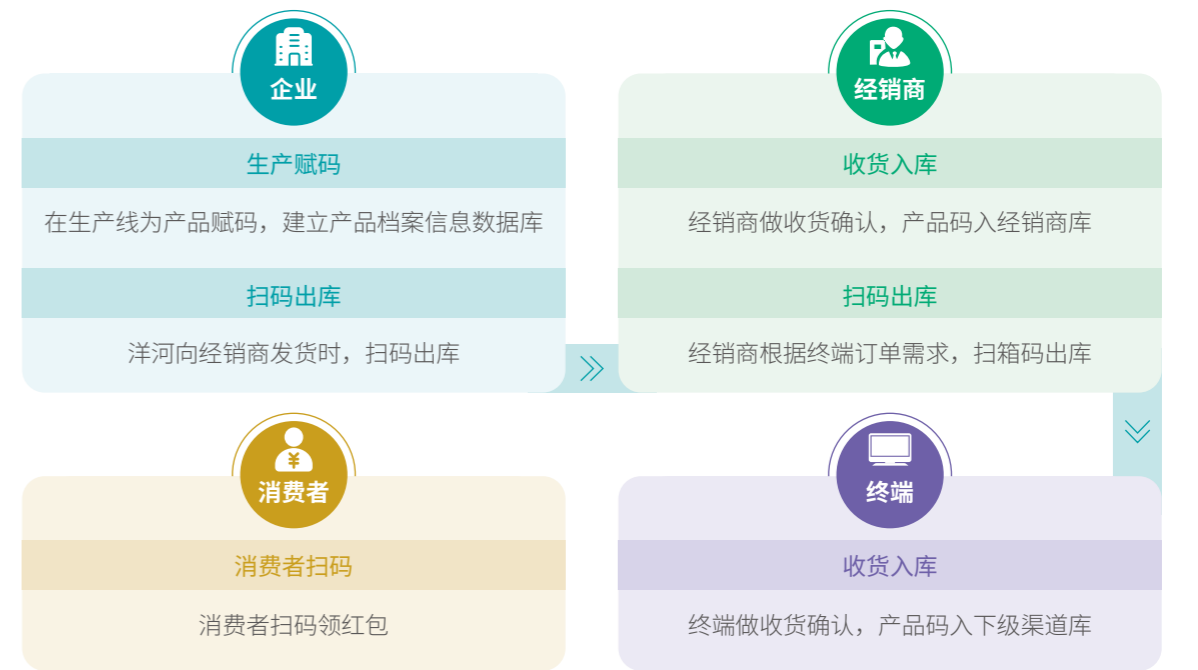 企业
生产赋码
在生产线为产品赋码，建立产品档案信息数据库
扫码出库
洋河向经销商发货时，扫码出库
经销商
收货入库
经销商做收货确认，产品码入经销商库
扫码出库
经销商根据终端订单需求，扫箱码出库
终端
收货入库
终端做收货确认，产品码入下级渠道库
消费者
消费者扫码
消费者扫码领红包